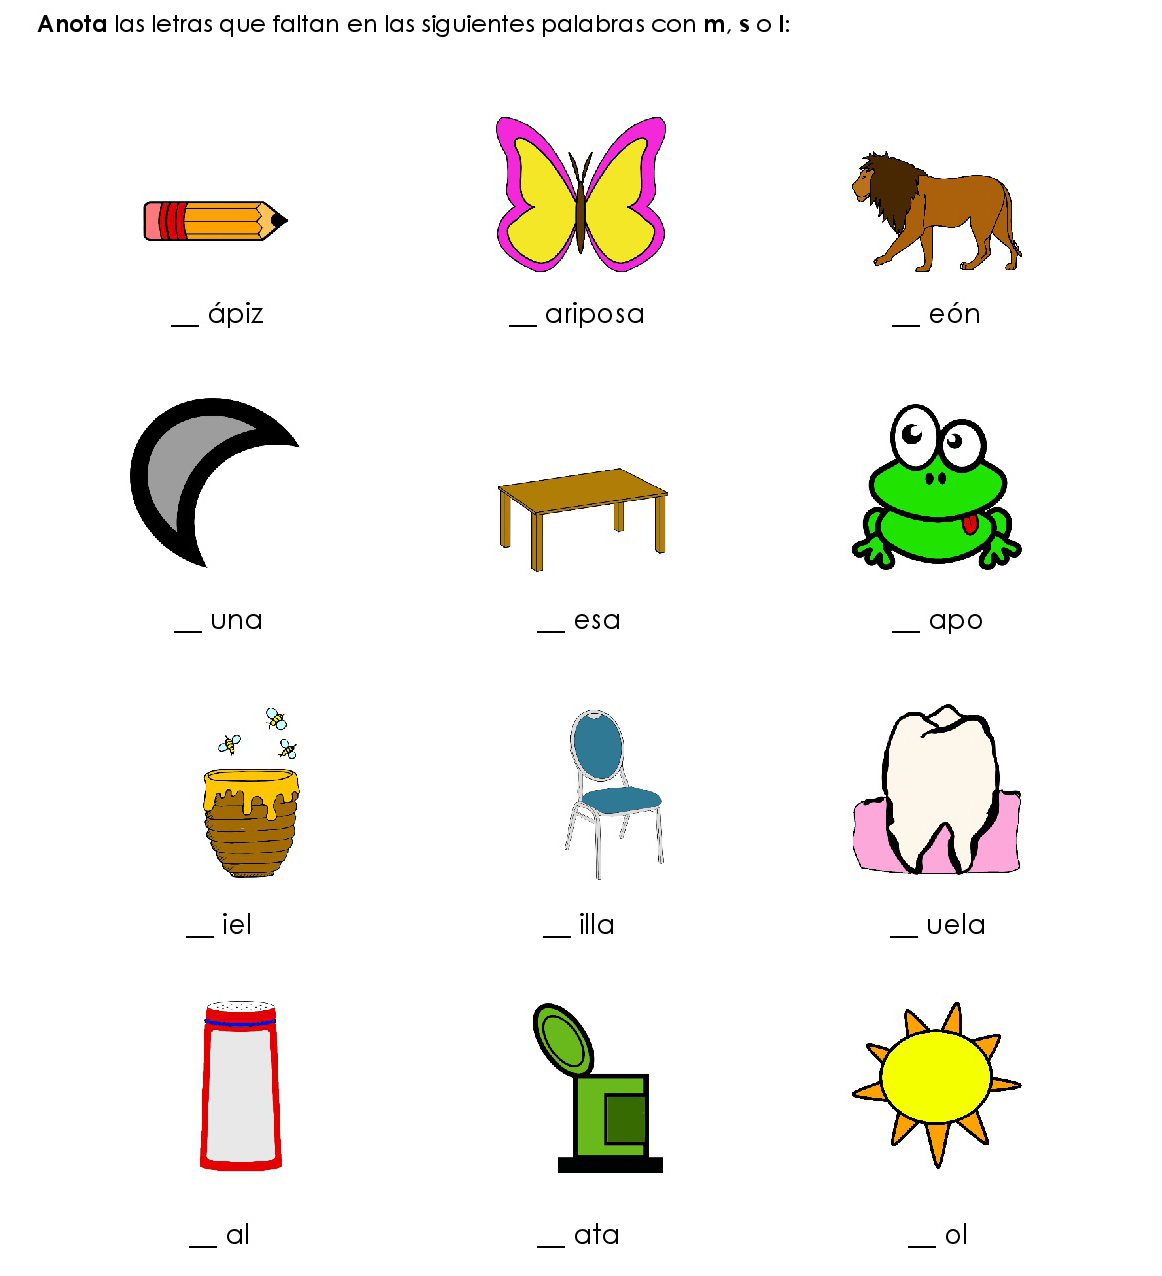 Anota las letras que faltan en las siguientes palabras con m, s o l:
__ ápiz
__ ariposa
__ eón
__ una
__ esa
__ apo
__ iel
__ illa
__ uela
__ al
__ ata
__ ol